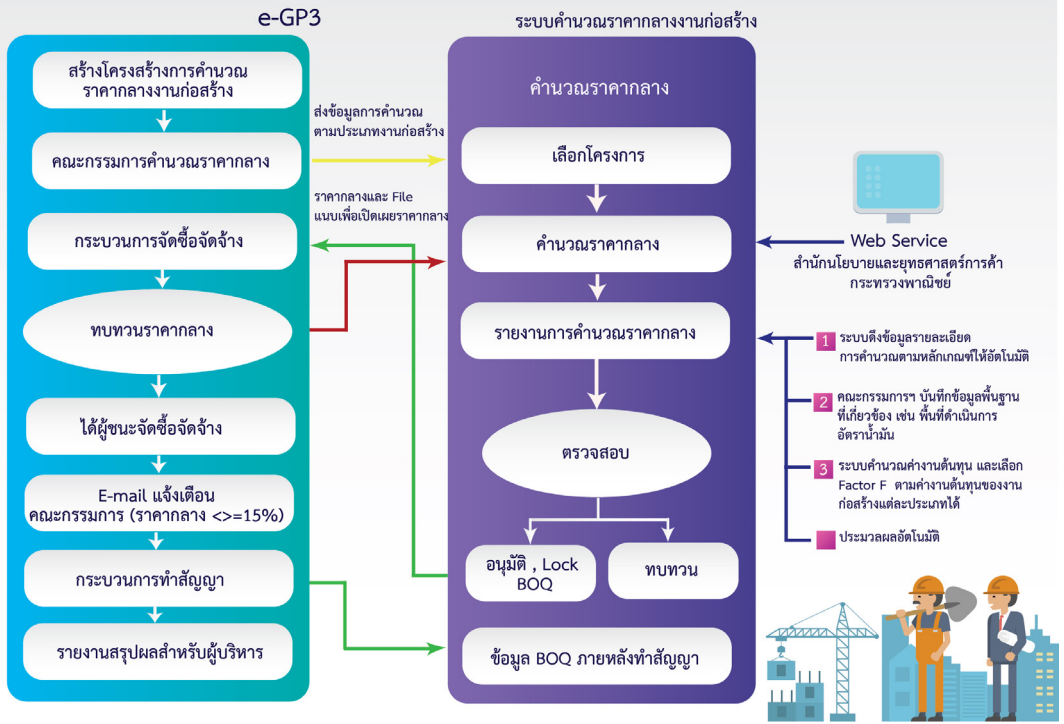 e-GP3
สร้างโครงสร้างการคำนวณ
ราคากลางงานก่อสร้าง
คณะกรรมการคำนวณราคากลาง
กระบวนการจัดซื้อจัดจ้าง
ทบทวนราคากลาง
ได้ผู้ชนะจัดซื้อจัดจ้าง
E-mail แจ้งเตือน
คณะกรรมการ (ราคากลาง <>=15%)
กระบวนการทำสัญญา
รายงานสรุปผลสำหรับผู้บริหาร
ส่งข้อมูลการคำนวณ
ตามประเภทงานก่อสร้าง
ราคากลางและ File
แนบเพื่อเปิดเผยราคากลาง
ระบบคำนวณราคากลางงานก่อสร้าง
คำนวณราคากลาง
เลือกโครงการ
คำนวณราคากลาง
รายงานการคำนวณราคากลาง
ตรวจสอบ
อนุมัติ , Lock
BOQ
ทบทวน
ข้อมูล BOQ ภายหลังทำสัญญา
Web Service
สำนักนโยบายและยุทธศาสตร์การค้า
กระทรวงพาณิชย์
1 ระบบดึงข้อมูลรายละเอียด
การคำนวณตามหลักเกณฑ์ให้อัตโนมัติ
2 คณะกรรมการฯ บันทึกข้อมูลพื้นฐาน
ที่เกี่ยวข้อง เช่น พื้นที่ดำเนินการ
อัตราน้ำมัน
3 ระบบคำนวณค่างานต้นทุน และเลือก
Factor F ตามค่างานต้นทุนของงาน
ก่อสร้างแต่ละประเภทได้
ประมวลผลอัตโนมัติ